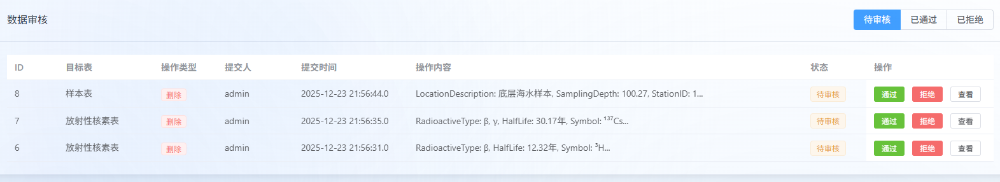 数据审核
待审核 已通过 已拒绝
ID 目标表 操作类型 提交人 提交时间 操作内容 状态 操作
8 样本表 删除 admin 2025-12-23 21:56:44.0 LocationDescription: 底层海水样本, SamplingDepth: 100.27, StationID: 1... 待审核 通过 拒绝 查看
7 放射性核素表 删除 admin 2025-12-23 21:56:35.0 RadioactiveType: β, γ, HalfLife: 30.17年, Symbol: ¹³⁷Cs... 待审核 通过 拒绝 查看
6 放射性核素表 删除 admin 2025-12-23 21:56:31.0 RadioactiveType: β, HalfLife: 12.32年, Symbol: ³H... 待审核 通过 拒绝 查看